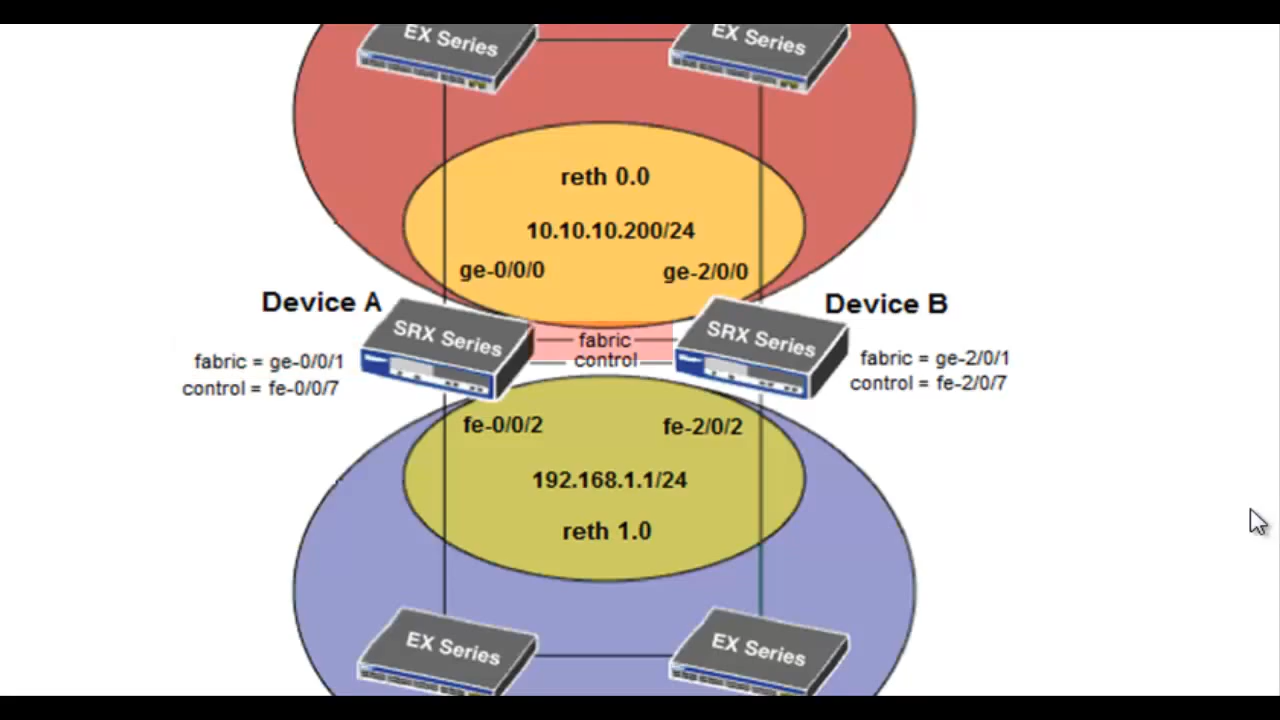 EX Series
EX Series
reth 0.0
10.10.10.200/24
ge-0/0/0
ge-2/0/0
Device A
Device B
SRX Series
SRX Series
fabric
control
fabric = ge-0/0/1
control = fe-0/0/7
fabric = ge-2/0/1
control = fe-2/0/7
fe-0/0/2
fe-2/0/2
192.168.1.1/24
reth 1.0
EX Series
EX Series